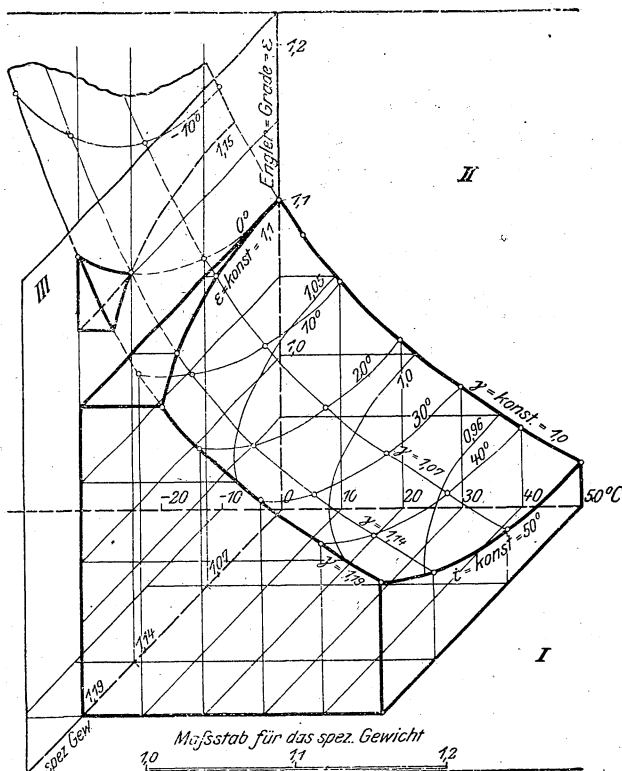 1,2
Engler=Grade=ε
-10°
1,15
II
1,1
0°
ε=konst=1,1
III
1,05
10°
1,0
20°
1,0
γ=konst.=1,0
30°
0,96
40°
γ=1,07
-20
-10
0
10
20
30
40
50°C
γ=1,14
t=konst=50°
γ=1,19
1,07
1,14
I
1,19
spez Gew.
Maßstab für das spez. Gewicht
1,0
1,1
1,2